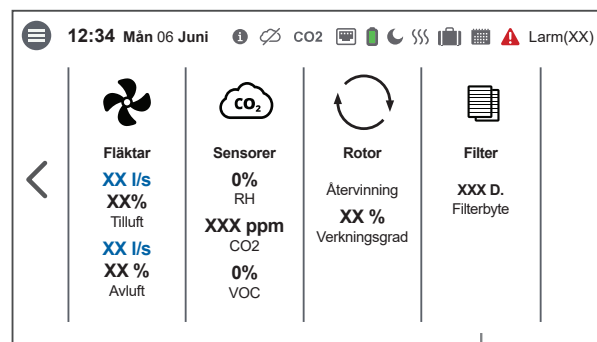 12:34 Mån 06 Juni CO2 Larm(XX)
CO₂
Fläktar
XX l/s
XX%
Tilluft
XX l/s
XX %
Avluft
Sensorer
0%
RH
XXX ppm
CO2
0%
VOC
Rotor
Återvinning
XX %
Verkningsgrad
Filter
XXX D.
Filterbyte